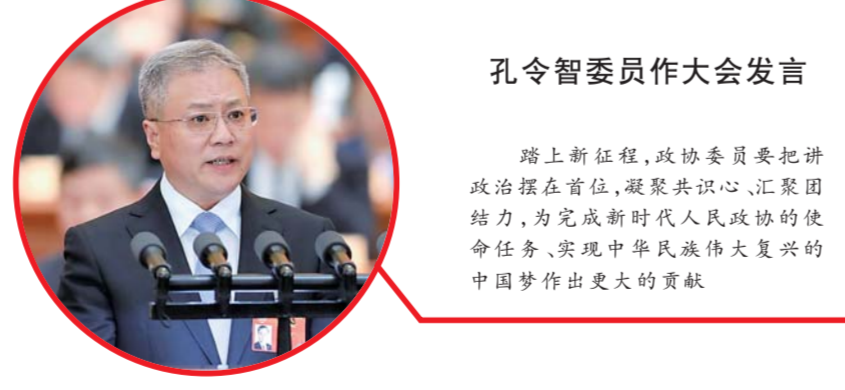 孔令智委员作大会发言
踏上新征程,政协委员要把讲
政治摆在首位,凝聚共识心、汇聚团
结力,为完成新时代人民政协的使
命任务、实现中华民族伟大复兴的
中国梦作出更大的贡献